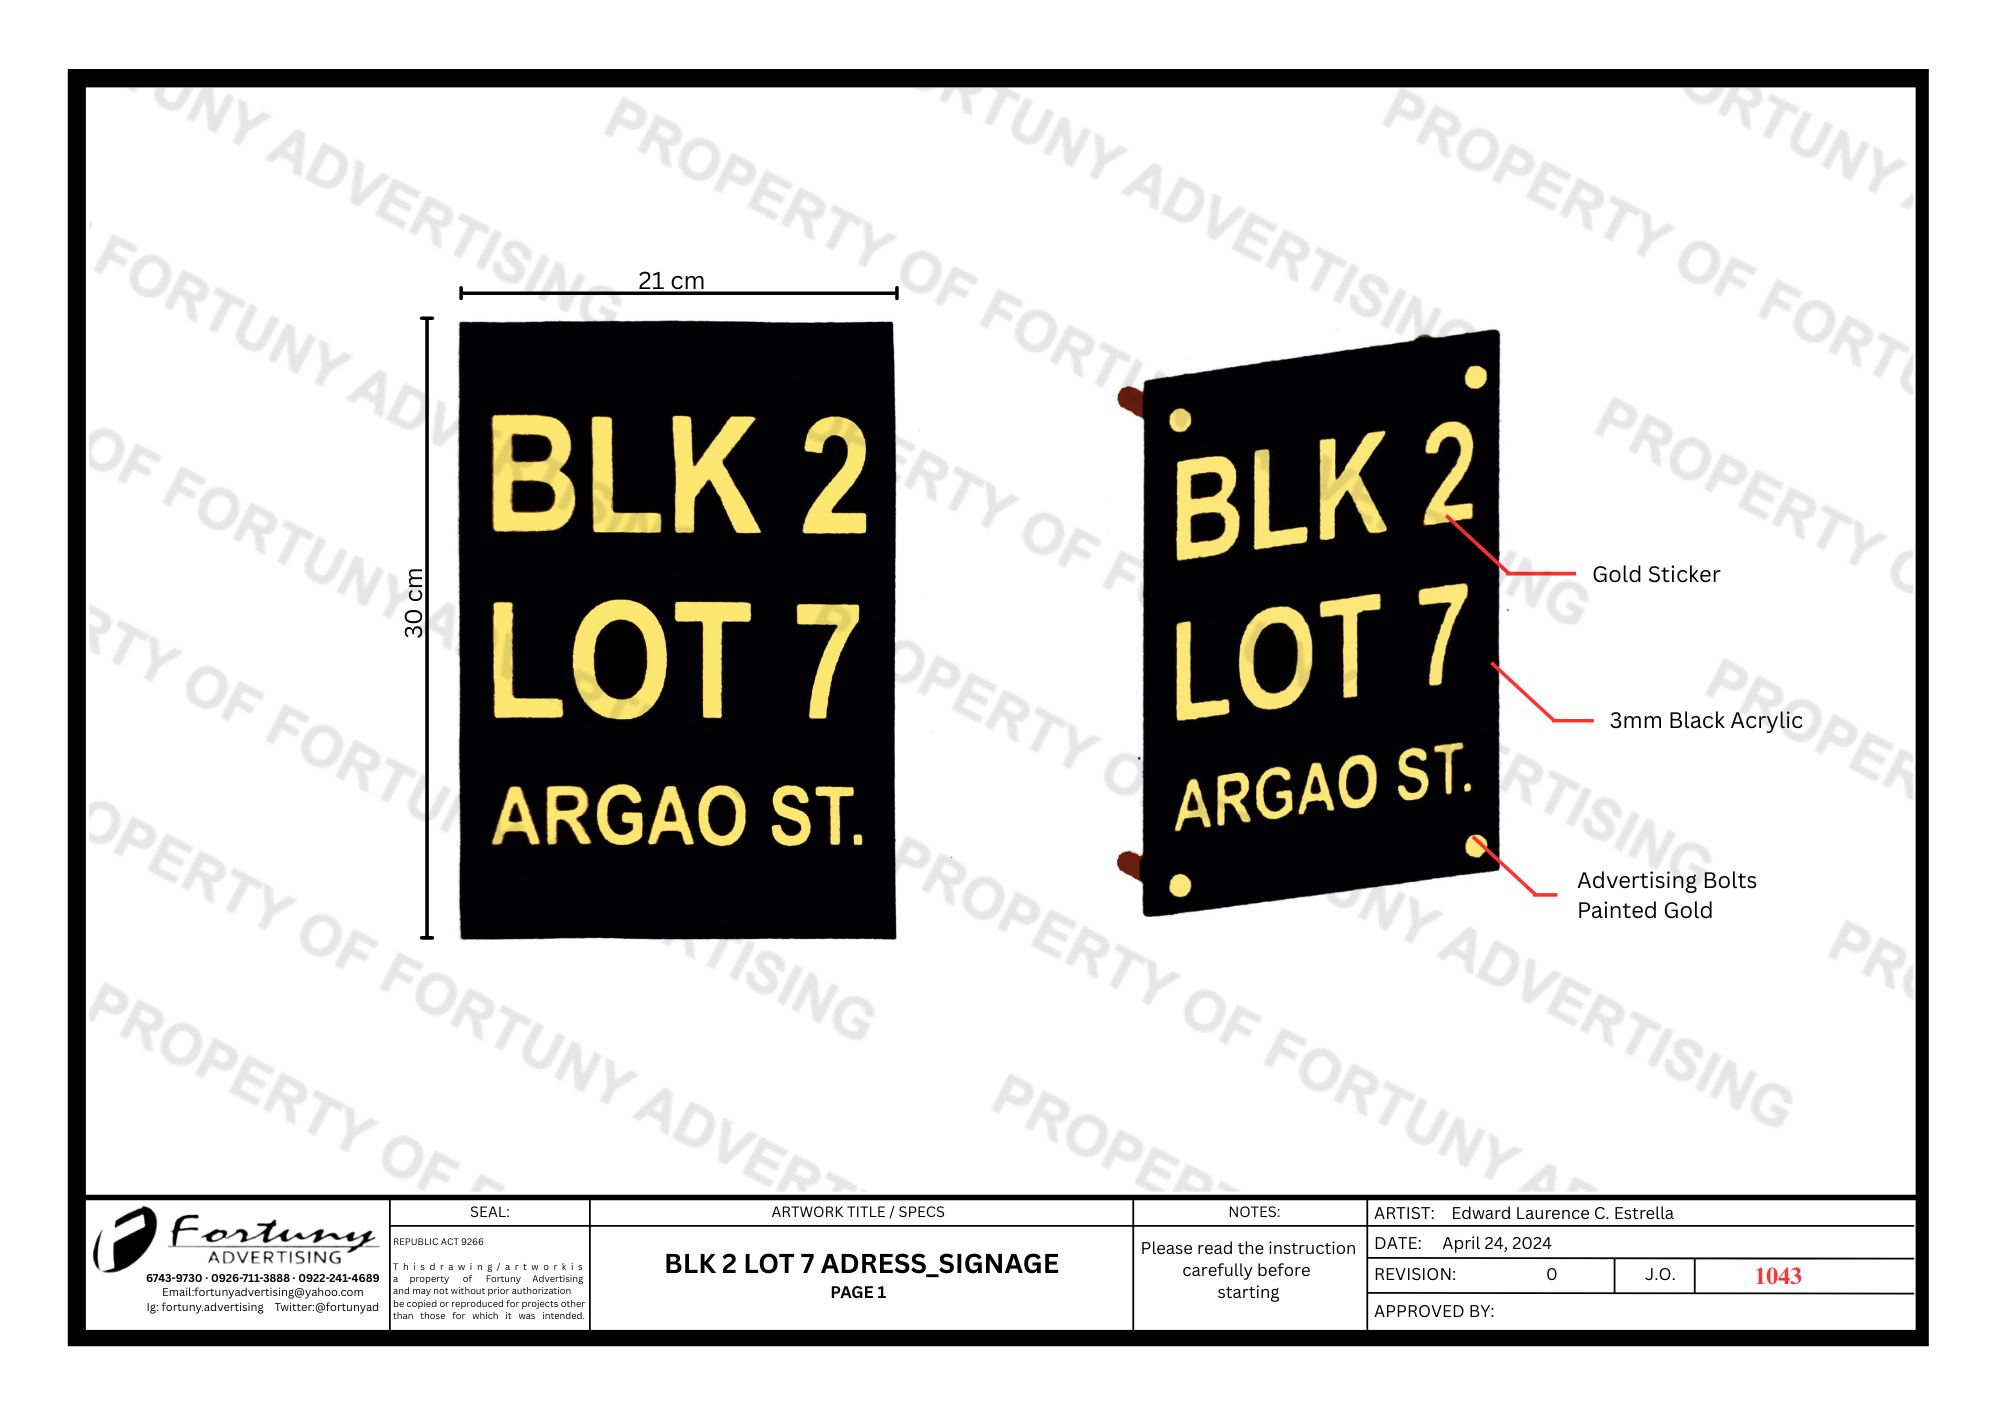 21 cm
30 cm
BLK 2
LOT 7
ARGAO ST.
BLK 2
LOT 7
ARGAO ST.
Gold Sticker
3mm Black Acrylic
Advertising Bolts
Painted Gold
PROPERTY OF FORTUNY ADVERTISING
Fortuny
ADVERTISING
6743-9730 · 0926-711-3888 · 0922-241-4689
Email:fortunyadvertising@yahoo.com
Ig: fortuny.advertising Twitter:@fortunyad
SEAL:
REPUBLIC ACT 9266
This drawing/artwork is
a property of Fortuny Advertising
and may not without prior authorization
be copied or reproduced for projects other
than those for which it was intended.
ARTWORK TITLE / SPECS
BLK 2 LOT 7 ADRESS_SIGNAGE
PAGE 1
NOTES:
Please read the instruction
carefully before
starting
ARTIST: Edward Laurence C. Estrella
DATE: April 24, 2024
REVISION: 0 J.O. 1043
APPROVED BY: